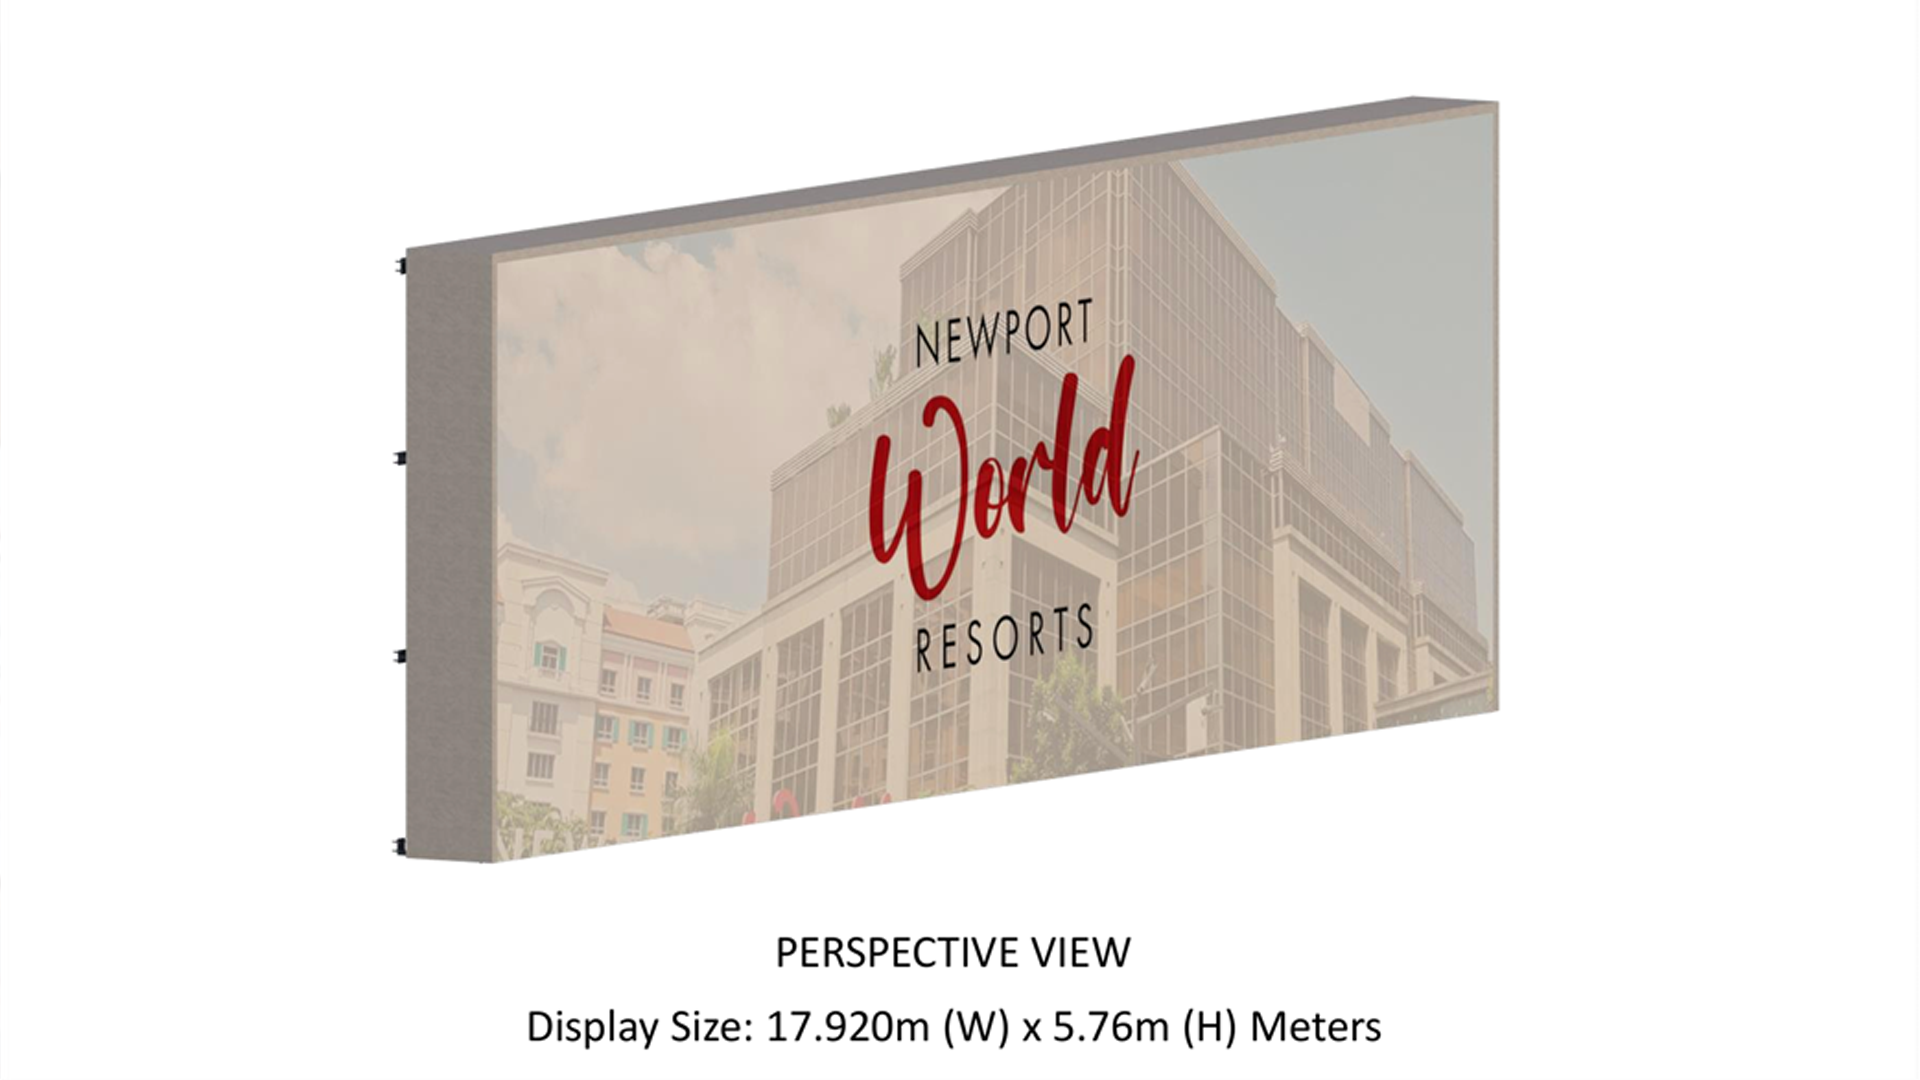 NEWPORT
World
RESORTS
PERSPECTIVE VIEW
Display Size: 17.920m (W) x 5.76m (H) Meters